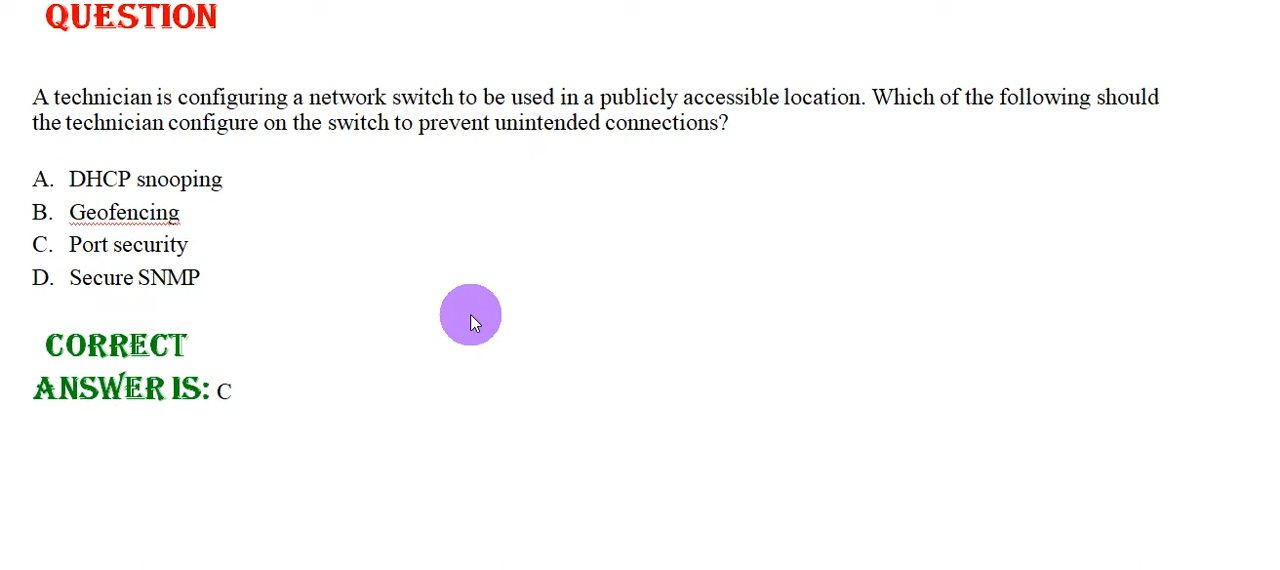 QUESTION
A technician is configuring a network switch to be used in a publicly accessible location. Which of the following should
the technician configure on the switch to prevent unintended connections?
A. DHCP snooping
B. Geofencing
C. Port security
D. Secure SNMP
CORRECT
ANSWER IS: C